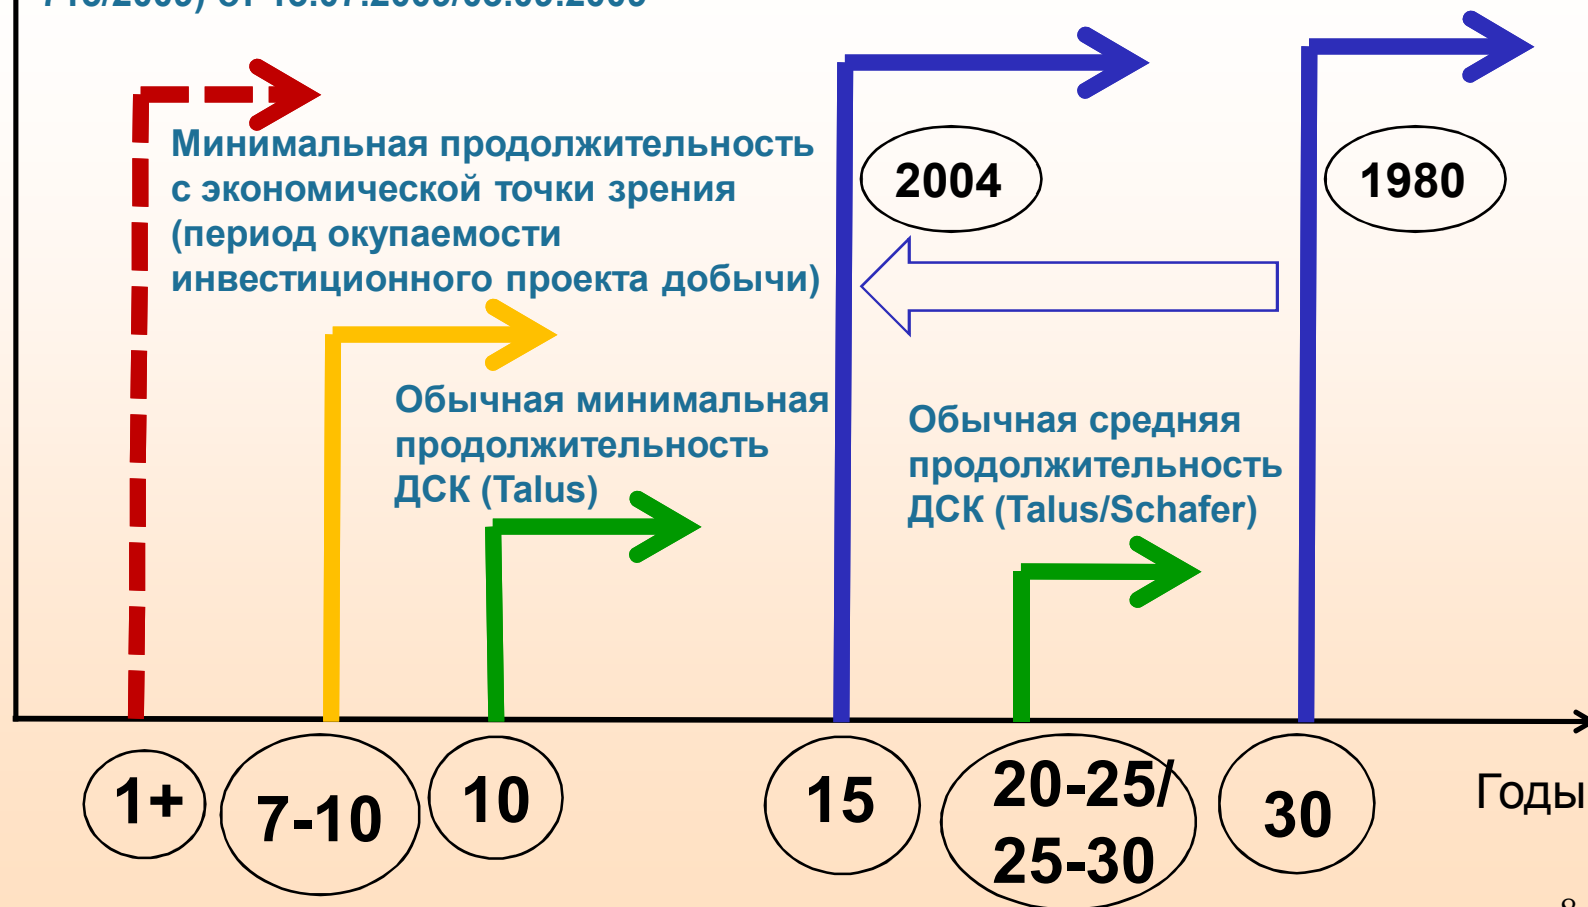 Минимальная продолжительность
с экономической точки зрения
(период окупаемости
инвестиционного проекта добычи)
2004
1980
Обычная минимальная
продолжительность
ДСК (Talus)
Обычная средняя
продолжительность
ДСК (Talus/Schafer)
1+
7-10
10
15
20-25/
25-30
30
Годы